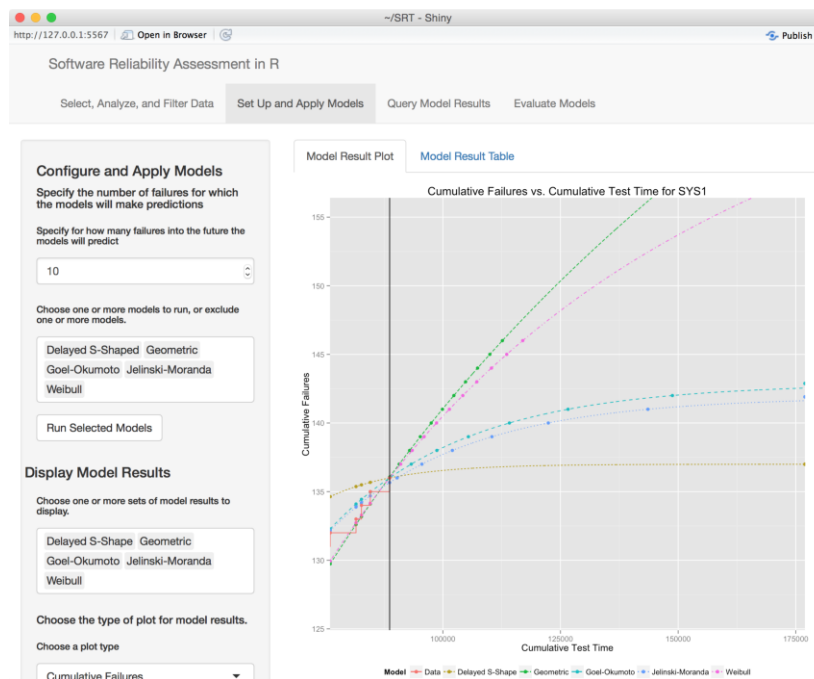 ~/SRT - Shiny
http://127.0.0.1:5567 Open in Browser Publish
Software Reliability Assessment in R
Select, Analyze, and Filter Data Set Up and Apply Models Query Model Results Evaluate Models
Configure and Apply Models
Specify the number of failures for which
the models will make predictions
Specify for how many failures into the future the
models will predict
10
Choose one or more models to run, or exclude
one or more models.
Delayed S-Shaped Geometric
Goel-Okumoto Jelinski-Moranda
Weibull
Run Selected Models
Display Model Results
Choose one or more sets of model results to
display.
Delayed S-Shape Geometric
Goel-Okumoto Jelinski-Moranda
Weibull
Choose the type of plot for model results.
Choose a plot type
Cumulative Failures
Model Result Plot Model Result Table
Cumulative Failures vs. Cumulative Test Time for SYS1
Cumulative Failures
155
150
145
140
135
130
125
100000 125000 150000 175000
Cumulative Test Time
Model Data Delayed S-Shape Geometric Goel-Okumoto Jelinski-Moranda Weibull